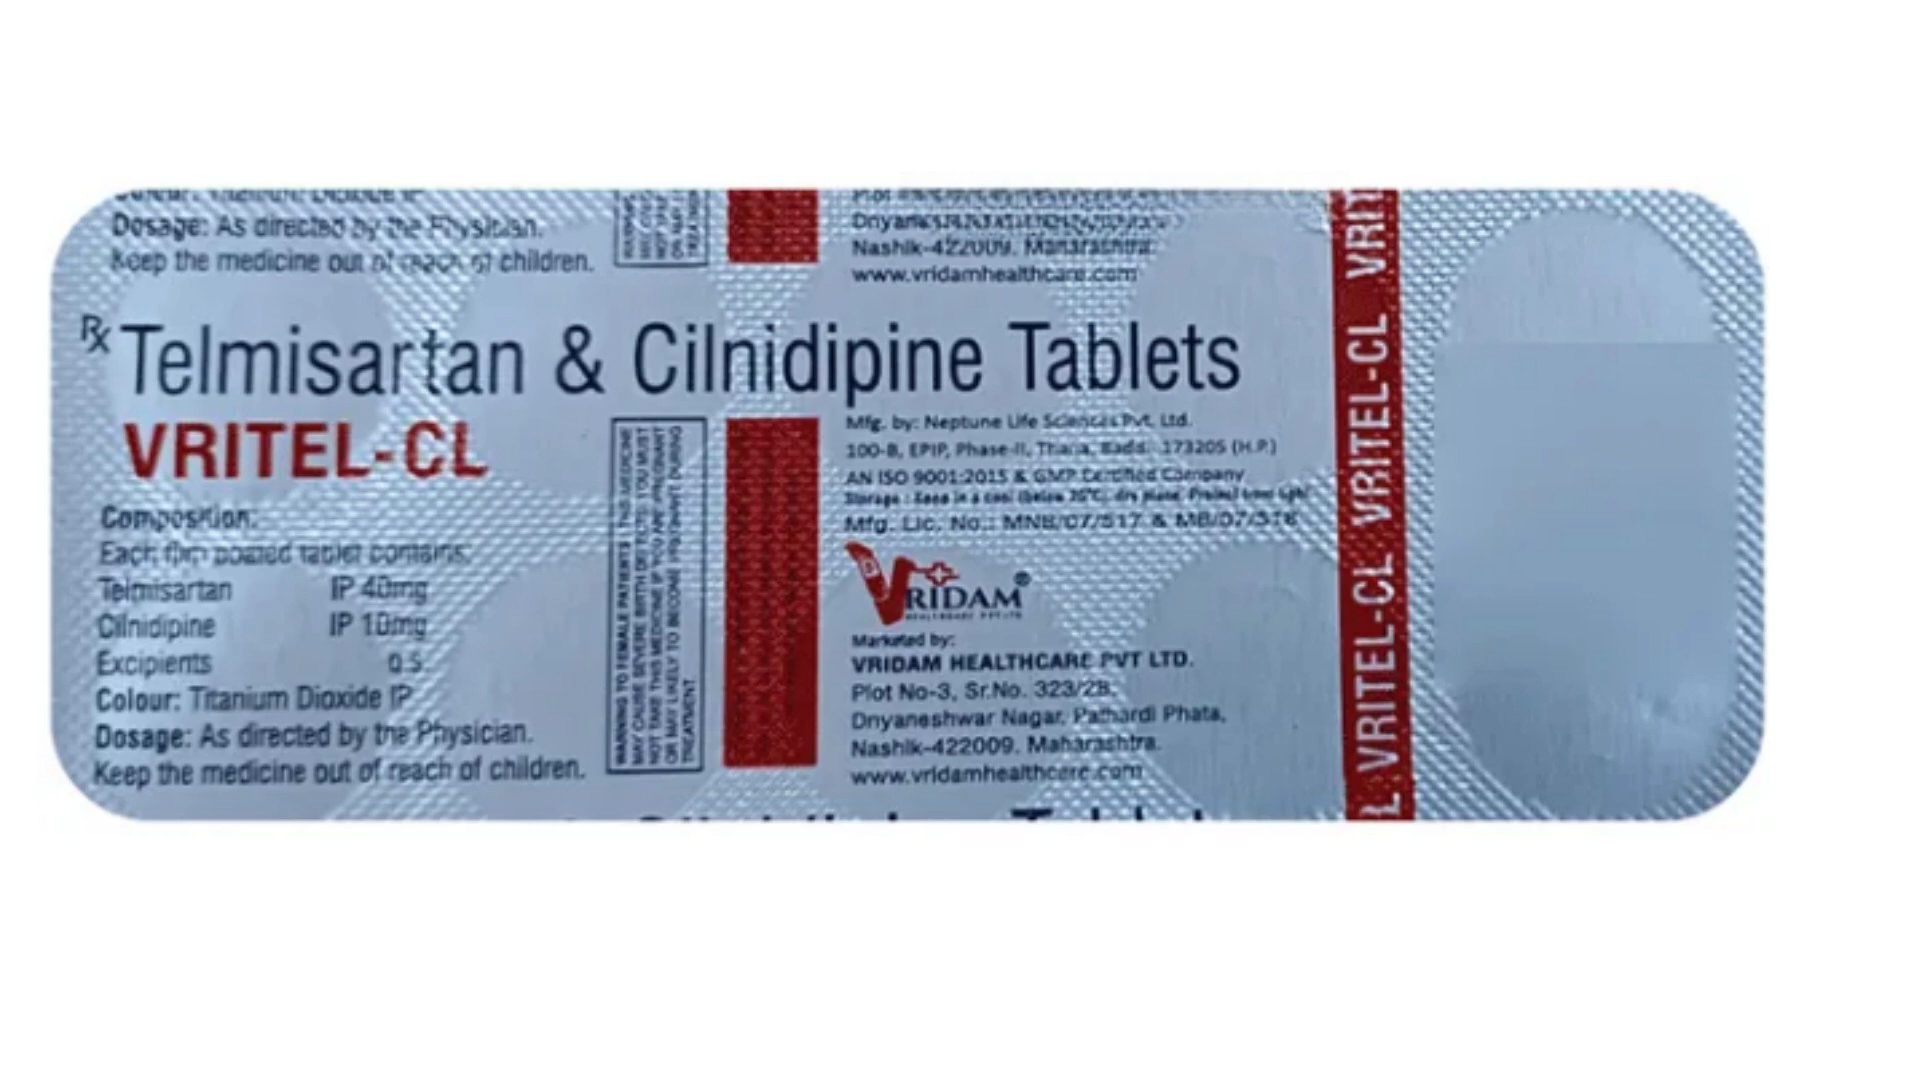 Dosage: As directed by the Physician.
Keep the medicine out of reach of children.
Nashik-422009. Maharashtra.
www.vridamhealthcare.com
Rx Telmisartan & Cilnidipine Tablets
VRITEL-CL
Composition:
Each film coated tablet contains:
Telmisartan IP 40mg
Cilnidipine IP 10mg
Excipients q.s.
Colour: Titanium Dioxide IP
Dosage: As directed by the Physician.
Keep the medicine out of reach of children.
WARNING TO FEMALE PATIENTS : THIS MEDICINE
MAY CAUSE SEVERE BIRTH DEFECTS. YOU MUST
NOT TAKE THIS MEDICINE IF YOU ARE PREGNANT
OR MAY LIKELY TO BECOME PREGNANT DURING
TREATMENT.
Mfg. by: Neptune Life Sciences Pvt. Ltd.
100-B, EPIP, Phase-II, Thana, Baddi 173205 (H.P.)
AN ISO 9001:2015 & GMP Certified Company
Storage : Keep in a cool (below 30°C), dry place. Protect from light
Mfg. Lic. No.: MNB/07/517 & MB/07/518
VRIDAM®
HEALTHCARE PVT LTD
Marketed by:
VRIDAM HEALTHCARE PVT LTD.
Plot No-3, Sr.No. 323/2B,
Dnyaneshwar Nagar, Pathardi Phata,
Nashik-422009. Maharashtra.
www.vridamhealthcare.com
L VRITEL-CL VRITEL-CL VRIT